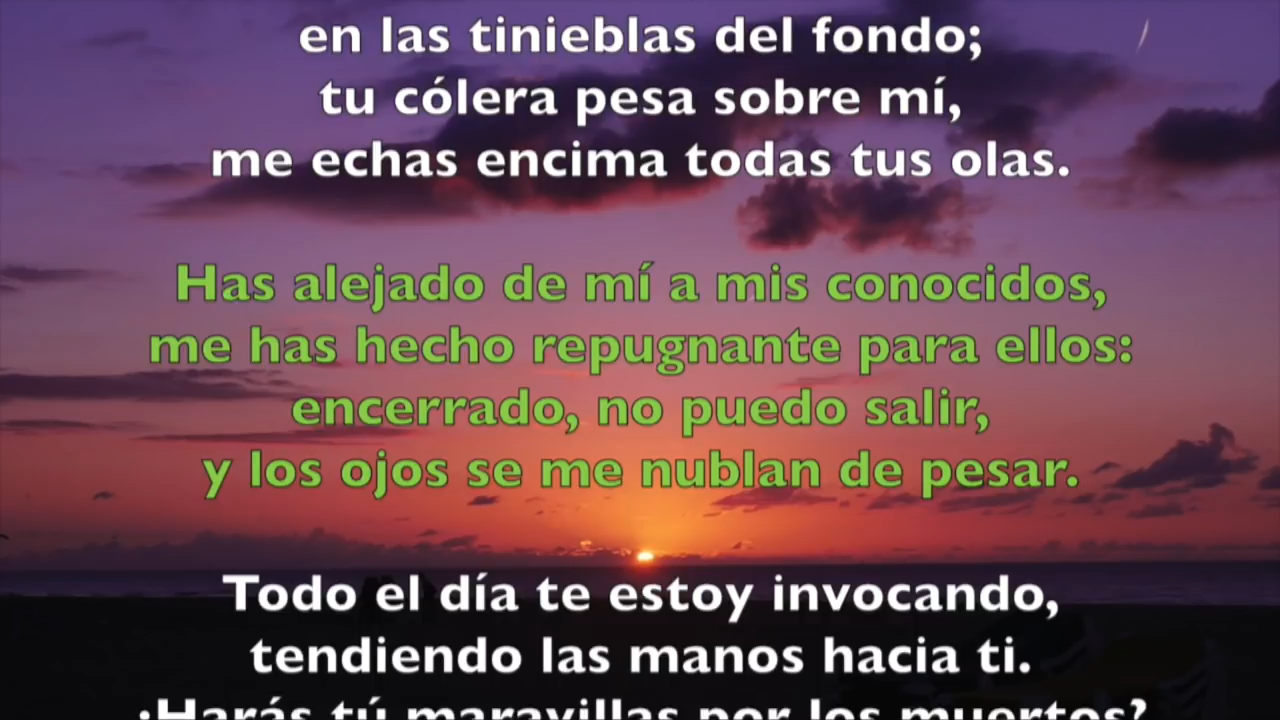 en las tinieblas del fondo;
tu cólera pesa sobre mí,
me echas encima todas tus olas.
Has alejado de mí a mis conocidos,
me has hecho repugnante para ellos:
encerrado, no puedo salir,
y los ojos se me nublan de pesar.
Todo el día te estoy invocando,
tendiendo las manos hacia ti.
¿Harás tú maravillas por los muertos?